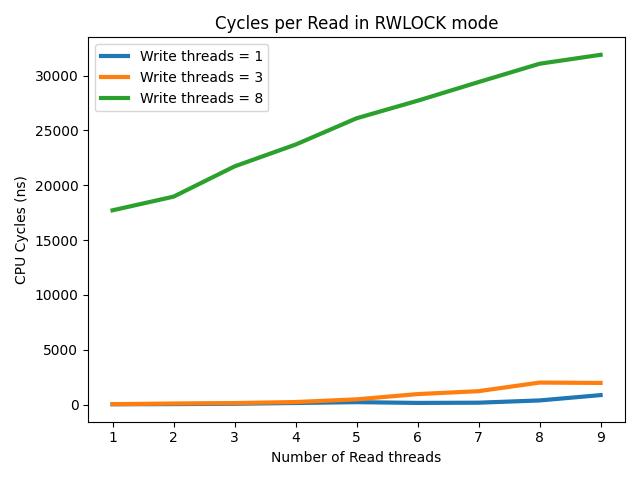 Cycles per Read in RWLOCK mode
Write threads = 1
Write threads = 3
Write threads = 8
30000
25000
20000
15000
10000
5000
0
CPU Cycles (ns)
1 2 3 4 5 6 7 8 9
Number of Read threads